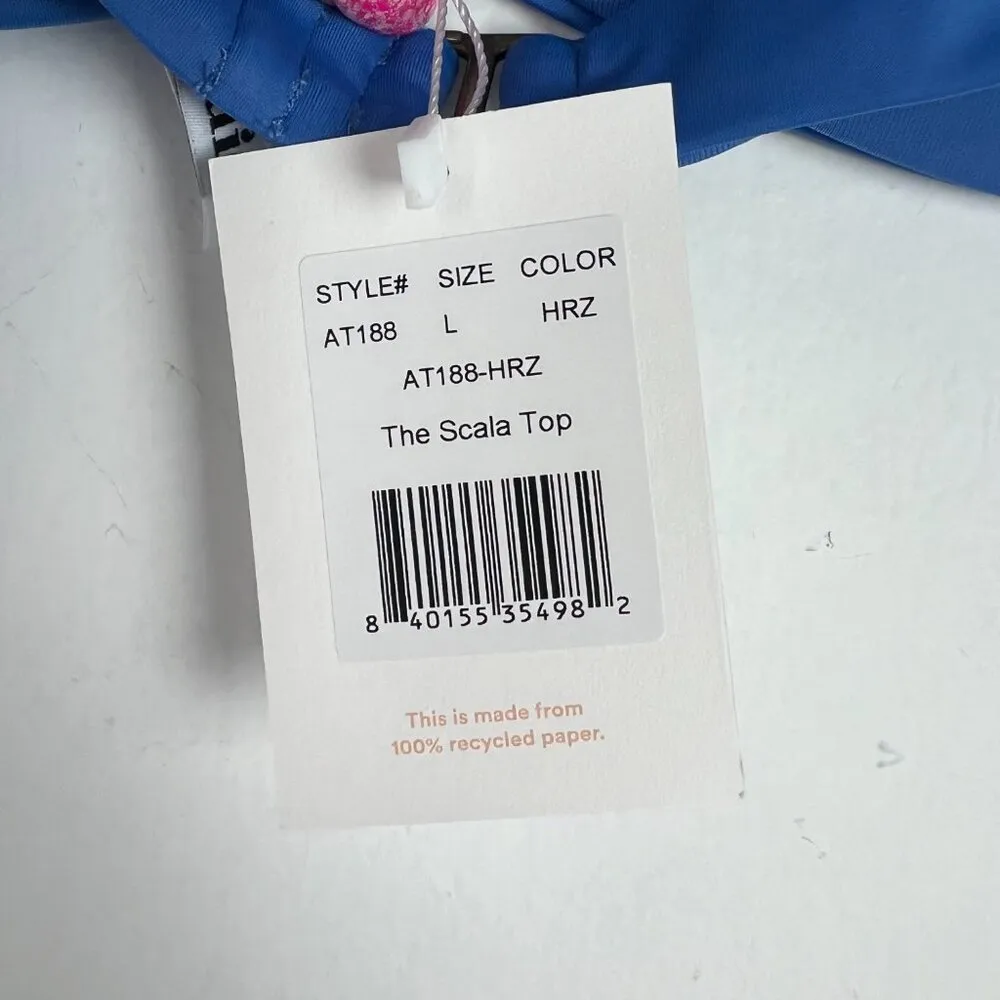 STYLE# SIZE COLOR
AT188 L HRZ
AT188-HRZ
The Scala Top
8 40155 35498 2
This is made from
100% recycled paper.